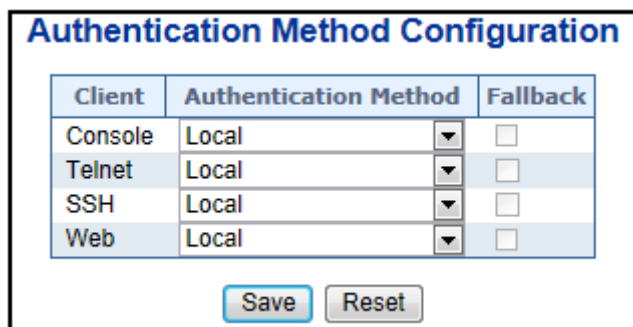 Authentication Method Configuration
Client Authentication Method Fallback
Console Local
Telnet Local
SSH Local
Web Local
Save Reset